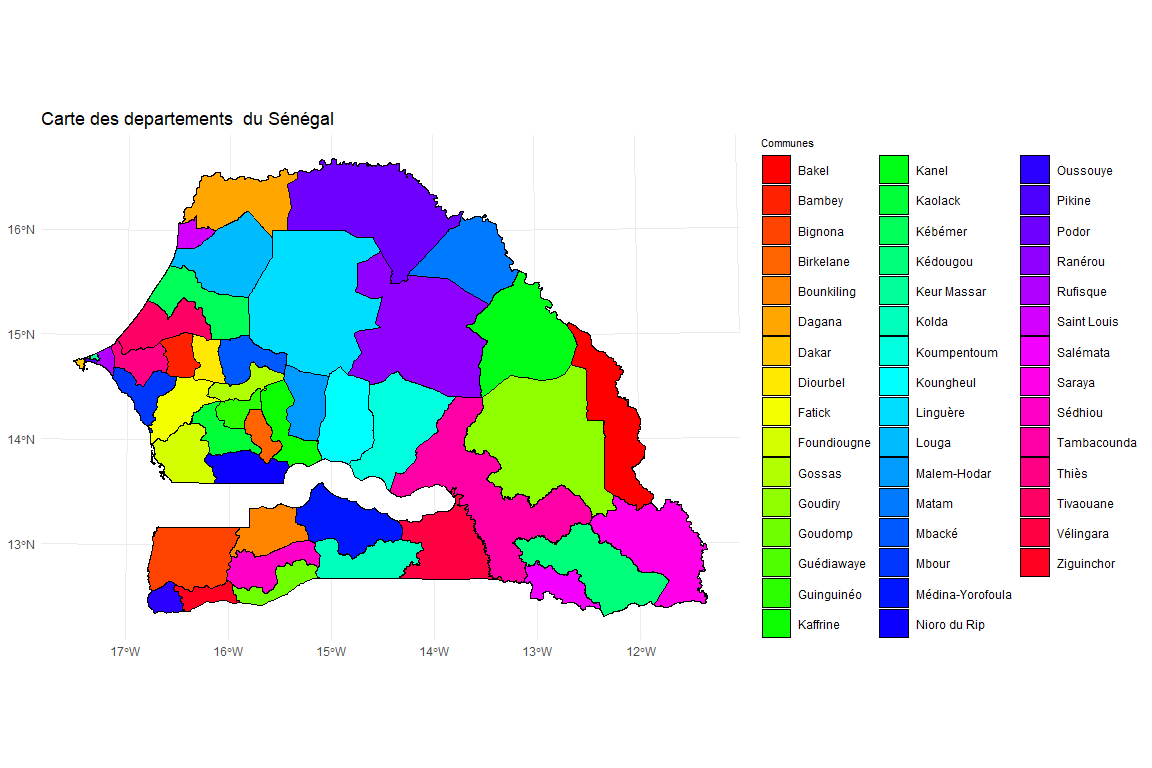 Carte des departements  du Sénégal
16°N
15°N
14°N
13°N
17°W
16°W
15°W
14°W
13°W
12°W
Communes
Bakel
Bambey
Bignona
Birkelane
Bounkiling
Dagana
Dakar
Diourbel
Fatick
Foundiougne
Gossas
Goudiry
Goudomp
Guédiawaye
Guinguinéo
Kaffrine
Kanel
Kaolack
Kébémer
Kédougou
Keur Massar
Kolda
Koumpentoum
Koungheul
Linguère
Louga
Malem-Hodar
Matam
Mbacké
Mbour
Médina-Yorofoula
Nioro du Rip
Oussouye
Pikine
Podor
Ranérou
Rufisque
Saint Louis
Salémata
Saraya
Sédhiou
Tambacounda
Thiès
Tivaouane
Vélingara
Ziguinchor